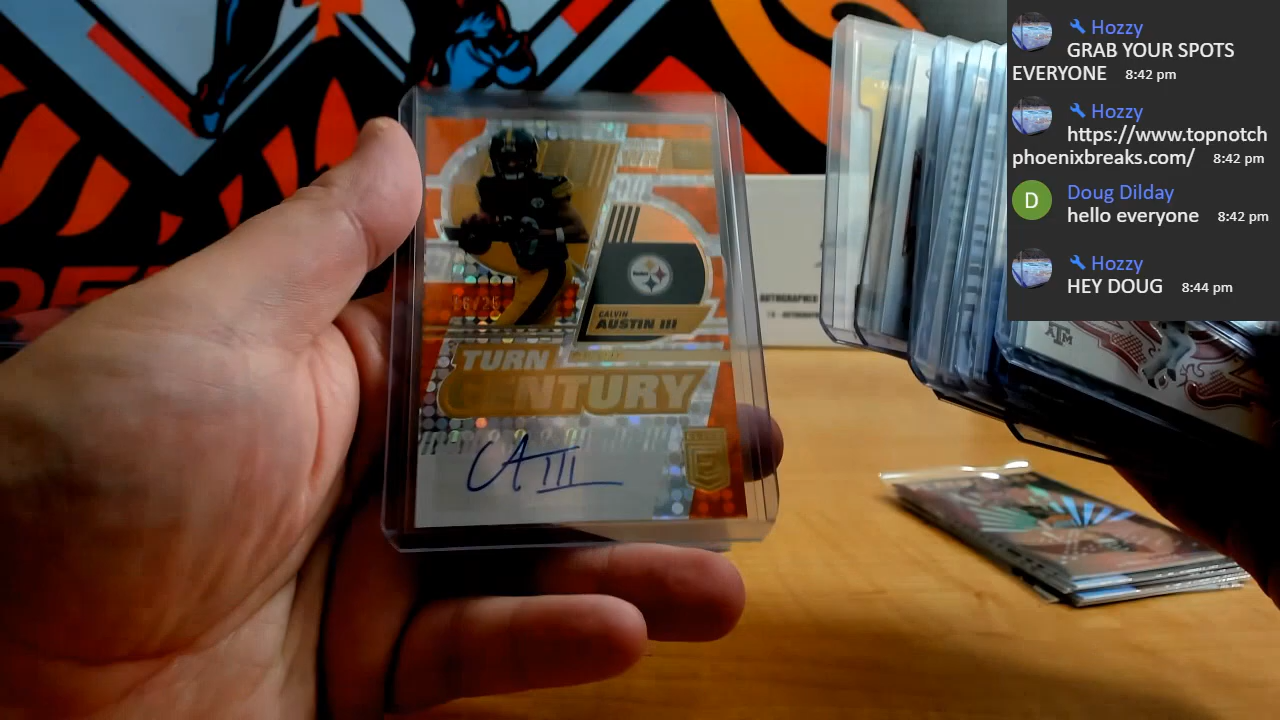 CALVIN
AUSTIN III
TURN
CENTURY
Hozzy
GRAB YOUR SPOTS
EVERYONE 8:42 pm
Hozzy
https://www.topnotch
phoenixbreaks.com/ 8:42 pm
D
Doug Dilday
hello everyone 8:42 pm
Hozzy
HEY DOUG 8:44 pm
AUTOGRAPHED